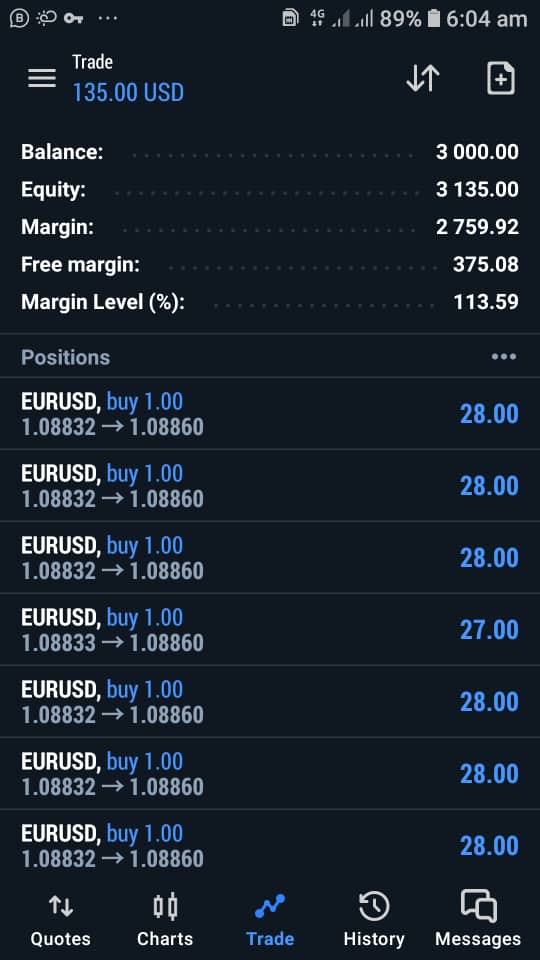 4G 89% 6:04 am
Trade
135.00 USD
Balance: 3 000.00
Equity: 3 135.00
Margin: 2 759.92
Free margin: 375.08
Margin Level (%): 113.59
Positions
EURUSD, buy 1.00
1.08832 → 1.08860 28.00
EURUSD, buy 1.00
1.08832 → 1.08860 28.00
EURUSD, buy 1.00
1.08832 → 1.08860 28.00
EURUSD, buy 1.00
1.08833 → 1.08860 27.00
EURUSD, buy 1.00
1.08832 → 1.08860 28.00
EURUSD, buy 1.00
1.08832 → 1.08860 28.00
EURUSD, buy 1.00
1.08832 → 1.08860 28.00
Quotes Charts Trade History Messages